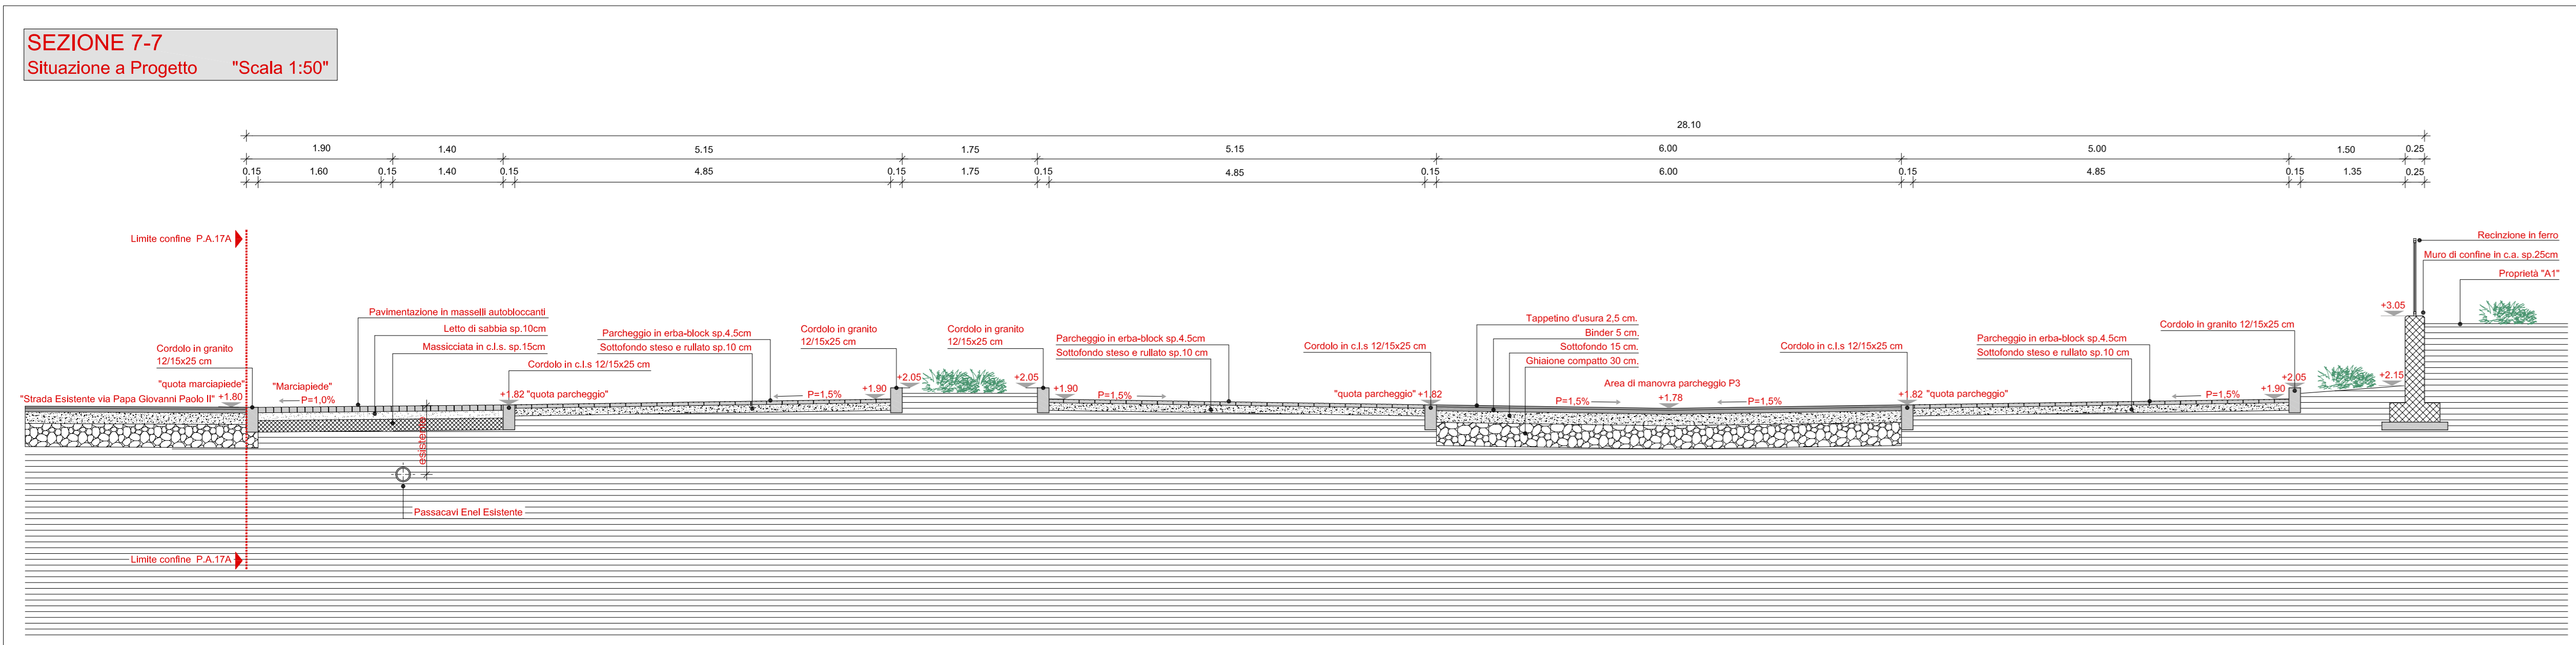 SEZIONE 7-7
Situazione a Progetto "Scala 1:50"
28.10
1.90 1.40 5.15 1.75 5.15 6.00 5.00 1.50 0.25
0.15 1.60 0.15 1.40 0.15 4.85 0.15 1.75 0.15 4.85 0.15 6.00 0.15 4.85 0.15 1.35 0.25
Limite confine P.A.17A
Recinzione in ferro
Muro di confine in c.a. sp.25cm
Proprietà "A1"
+3.05
Pavimentazione in masselli autobloccanti
Letto di sabbia sp.10cm
Massicciata in c.l.s. sp.15cm
Cordolo in granito
12/15x25 cm
Cordolo in c.l.s 12/15x25 cm
Parcheggio in erba-block sp.4.5cm
Sottofondo steso e rullato sp.10 cm
Cordolo in granito
12/15x25 cm
Cordolo in granito
12/15x25 cm
Parcheggio in erba-block sp.4.5cm
Sottofondo steso e rullato sp.10 cm
Cordolo in c.l.s 12/15x25 cm
Tappetino d'usura 2,5 cm.
Binder 5 cm.
Sottofondo 15 cm.
Ghiaione compatto 30 cm.
Cordolo in c.l.s 12/15x25 cm
Parcheggio in erba-block sp.4.5cm
Sottofondo steso e rullato sp.10 cm
Cordolo in granito 12/15x25 cm
"quota marciapiede"
"Strada Esistente via Papa Giovanni Paolo II" +1.80
"Marciapiede"
P=1,0%
+1.82 "quota parcheggio"
P=1,5%
+1.90
+2.05
+2.05
+1.90
P=1,5%
"quota parcheggio" +1.82
Area di manovra parcheggio P3
P=1,5%
+1.78
P=1,5%
+1.82 "quota parcheggio"
P=1,5%
+1.90
+2.05
+2.15
esistente
Passacavi Enel Esistente
Limite confine P.A.17A